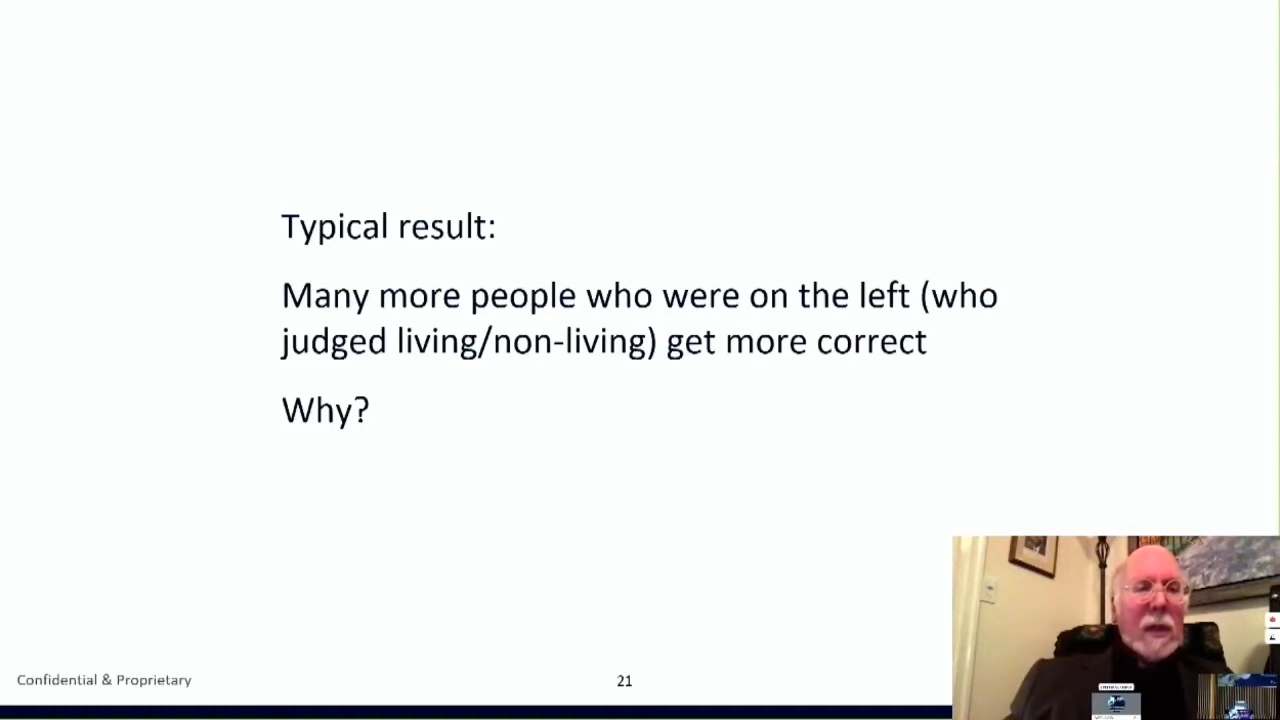 Typical result:
Many more people who were on the left (who
judged living/non-living) get more correct
Why?
Confidential & Proprietary
21